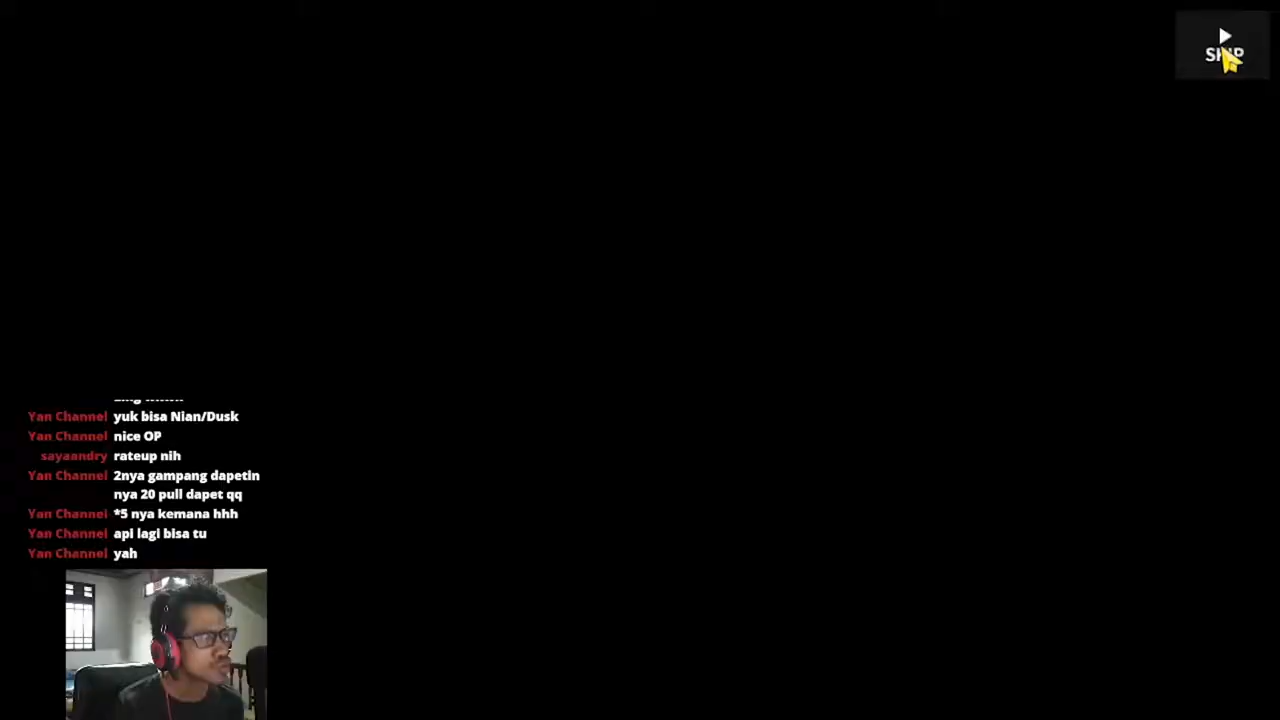 SKIP
Yan Channel yuk bisa Nian/Dusk
Yan Channel nice OP
sayaandry rateup nih
Yan Channel 2nya gampang dapetin
nya 20 pull dapet qq
Yan Channel *5 nya kemana hhh
Yan Channel api lagi bisa tu
Yan Channel yah